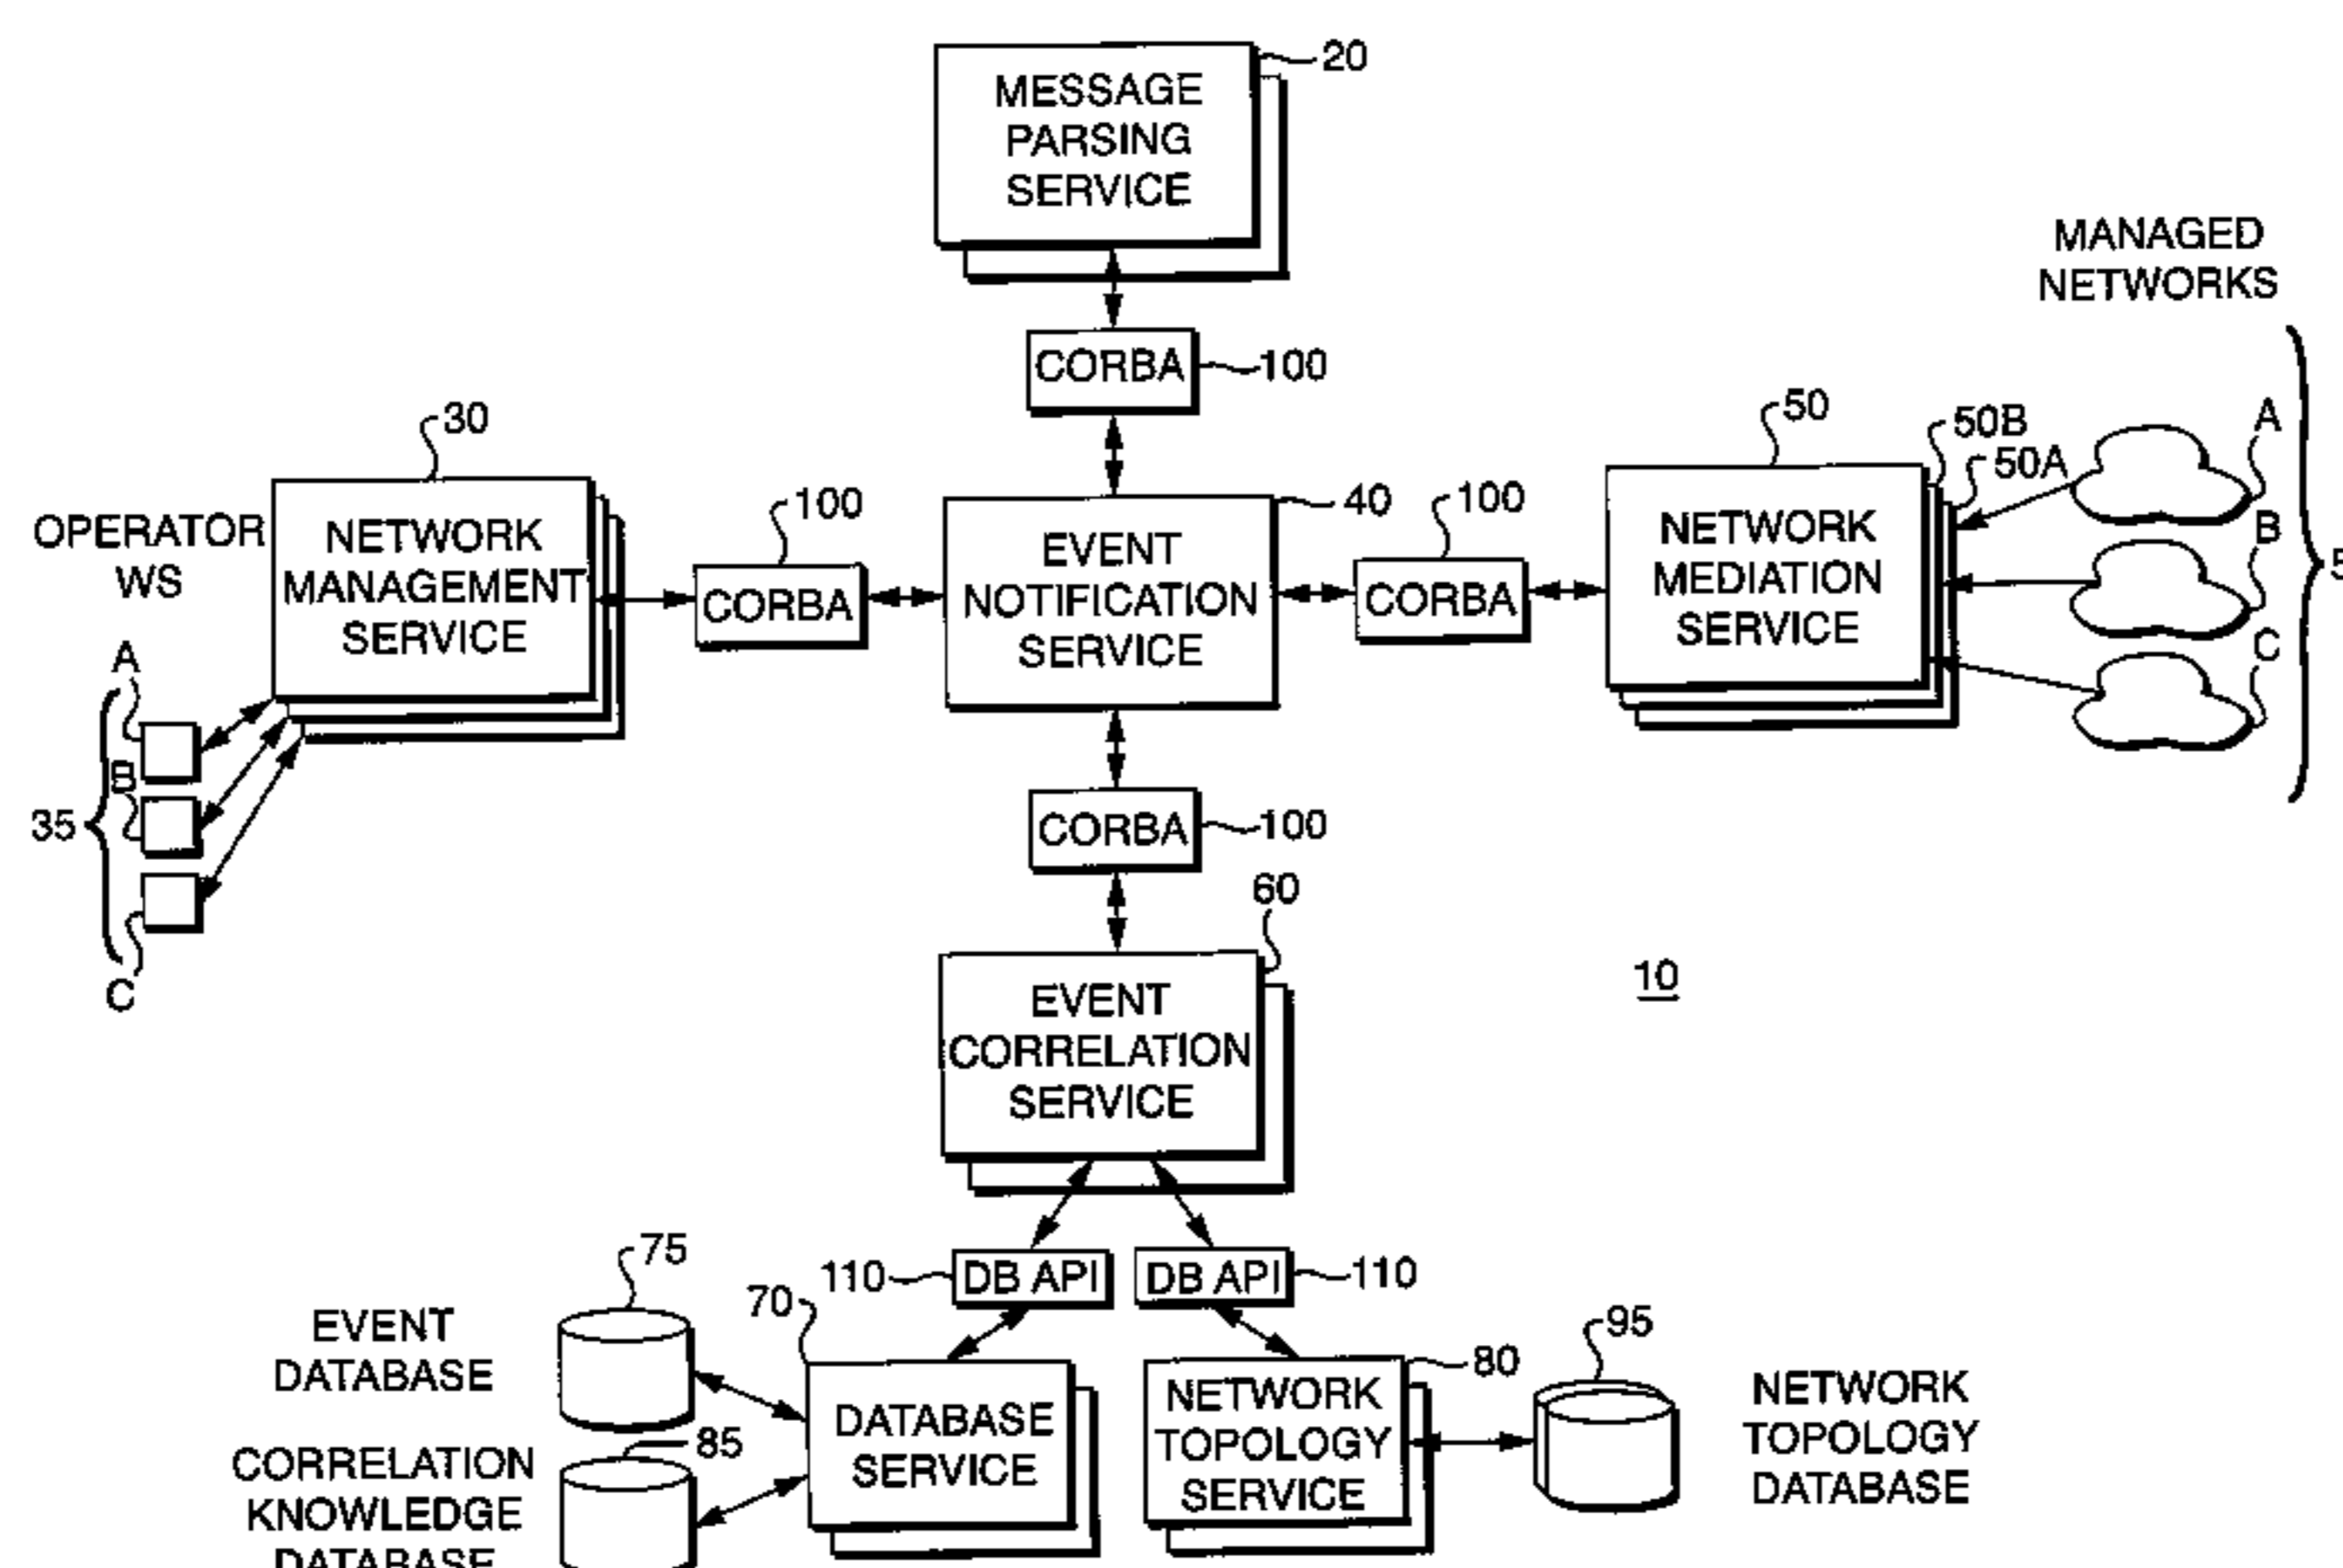 20
MESSAGE
PARSING
SERVICE
MANAGED
NETWORKS
CORBA
100
30
OPERATOR
WS
NETWORK
MANAGEMENT
SERVICE
100
CORBA
40
EVENT
NOTIFICATION
SERVICE
100
CORBA
50
50B
50A
NETWORK
MEDIATION
SERVICE
A
B
C
5
A
B
C
35
CORBA
100
60
EVENT
CORRELATION
SERVICE
10
110
DB API
DB API
110
75
EVENT
DATABASE
85
CORRELATION
KNOWLEDGE
DATABASE
70
DATABASE
SERVICE
80
NETWORK
TOPOLOGY
SERVICE
95
NETWORK
TOPOLOGY
DATABASE